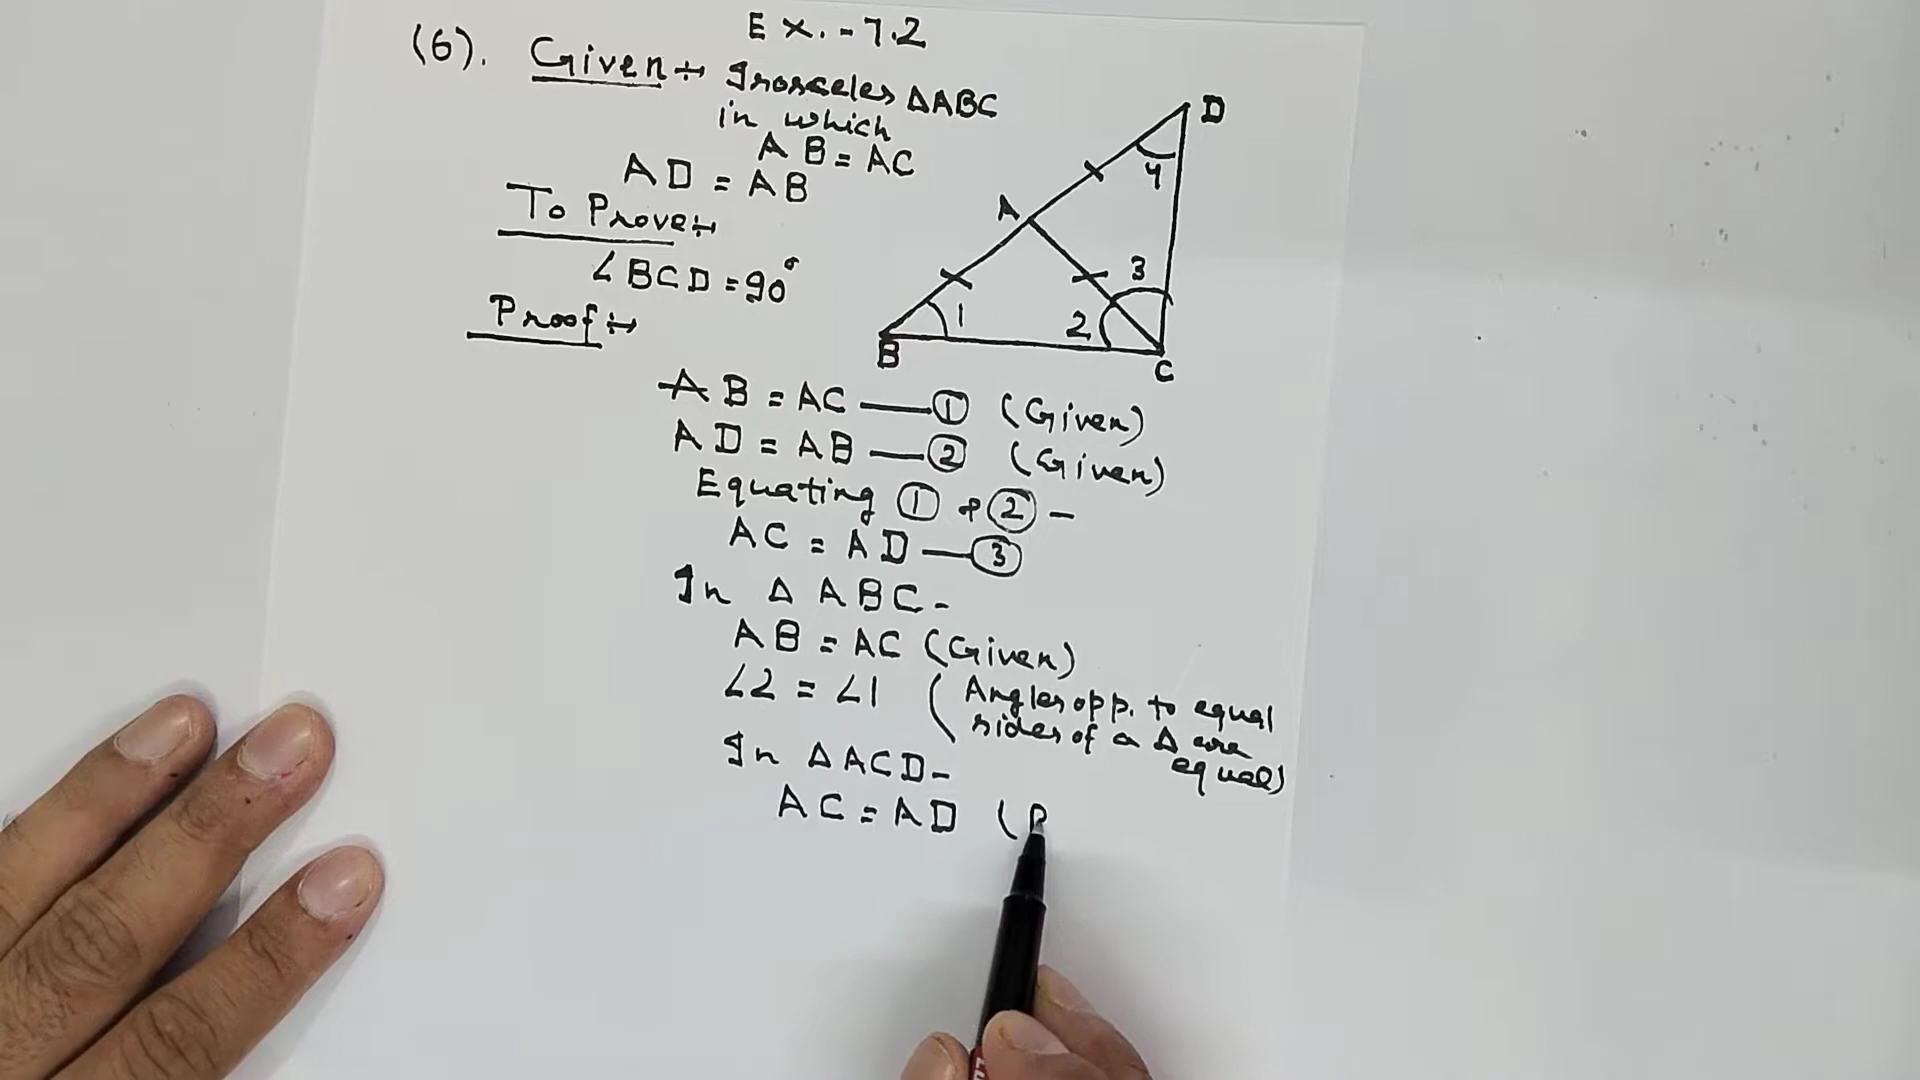 Ex. - 7.2
(6). Given÷ Isosceles ΔABC
in which
AB = AC
AD = AB
To Prove÷
∠BCD = 90°
Proof÷
D
4
A
3
1
2
B
C
AB = AC — ① (Given)
AD = AB — ② (Given)
Equating ① & ② -
AC = AD — ③
In Δ ABC -
AB = AC (Given)
∠2 = ∠1 (Angles opp. to equal
sides of a Δ are
equal)
In ΔACD -
AC = AD (P